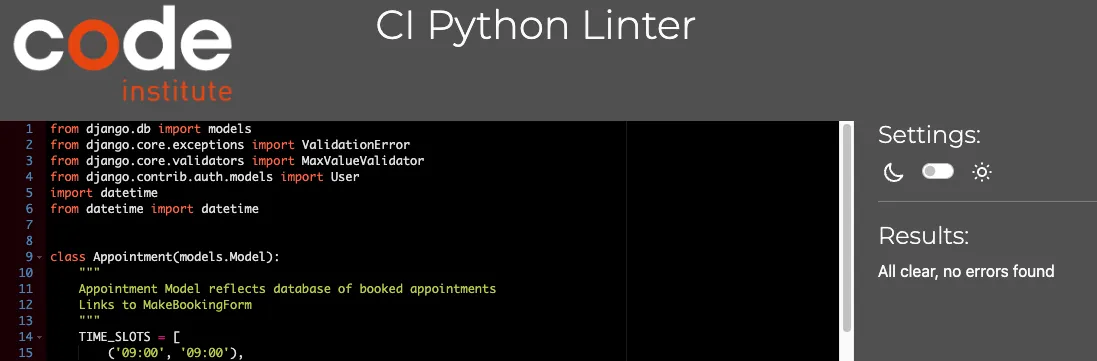 code
institute
CI Python Linter
1 from django.db import models
2 from django.core.exceptions import ValidationError
3 from django.core.validators import MaxValueValidator
4 from django.contrib.auth.models import User
5 import datetime
6 from datetime import datetime
7
8
9 class Appointment(models.Model):
10 """
11 Appointment Model reflects database of booked appointments
12 Links to MakeBookingForm
13 """
14 TIME_SLOTS = [
15 ('09:00', '09:00'),
Settings:
Results:
All clear, no errors found